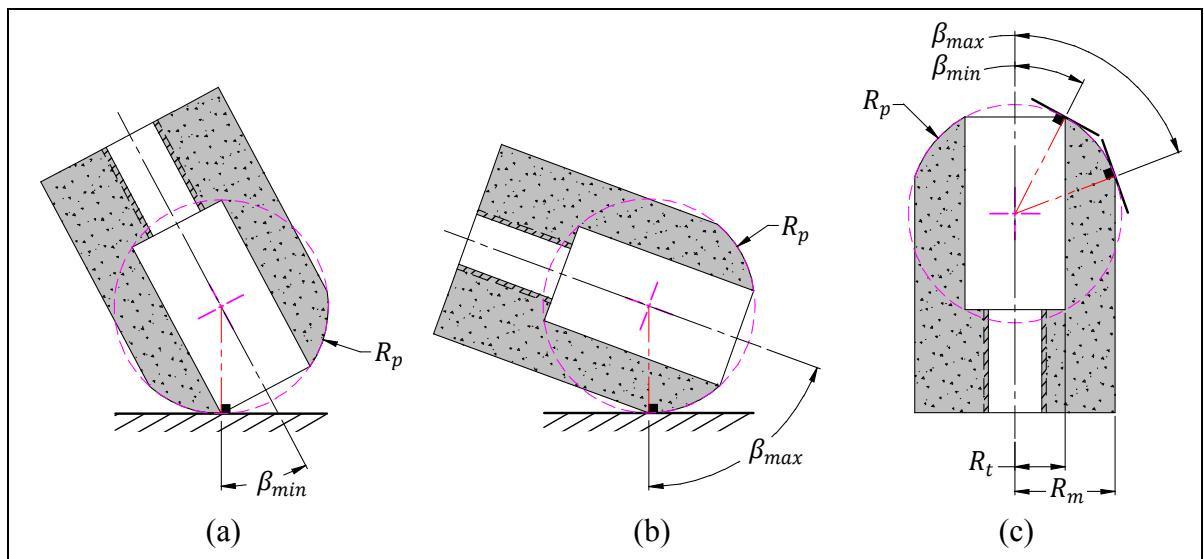 R_p
β_min
(a)
R_p
β_max
(b)
β_max
β_min
R_p
R_t
R_m
(c)